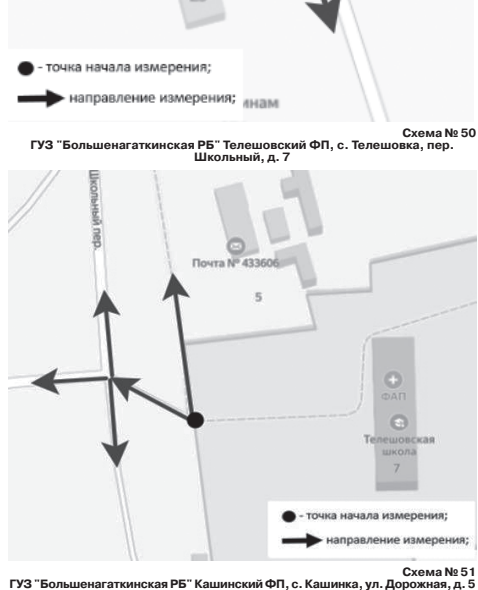 - точка начала измерения;
направление измерения;
инам
Схема № 50
ГУЗ "Большенагаткинская РБ" Телешовский ФП, с. Телешовка, пер.
Школьный, д. 7
Школьный пер.
Почта № 433606
5
ФАП
Телешовская
школа
7
- точка начала измерения;
направление измерения;
Схема № 51
ГУЗ "Большенагаткинская РБ" Кашинский ФП, с. Кашинка, ул. Дорожная, д. 5